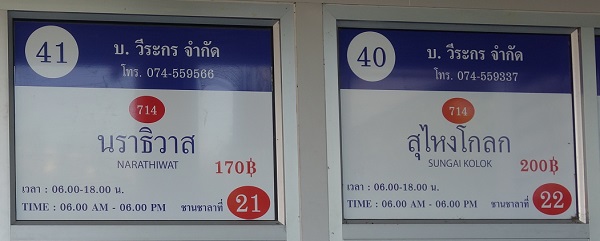 41
บ. วีระกร จำกัด
โทร. 074-559566
714
นราธิวาส
NARATHIWAT
170฿
เวลา : 06.00-18.00 น.
TIME : 06.00 AM - 06.00 PM ชานชาลาที่ 21
40
บ. วีระกร จำกัด
โทร. 074-559337
714
สุไหงโกลก
SUNGAI KOLOK
200฿
เวลา : 06.00-18.00 น.
TIME : 06.00 AM - 06.00 PM ชานชาลาที่ 22